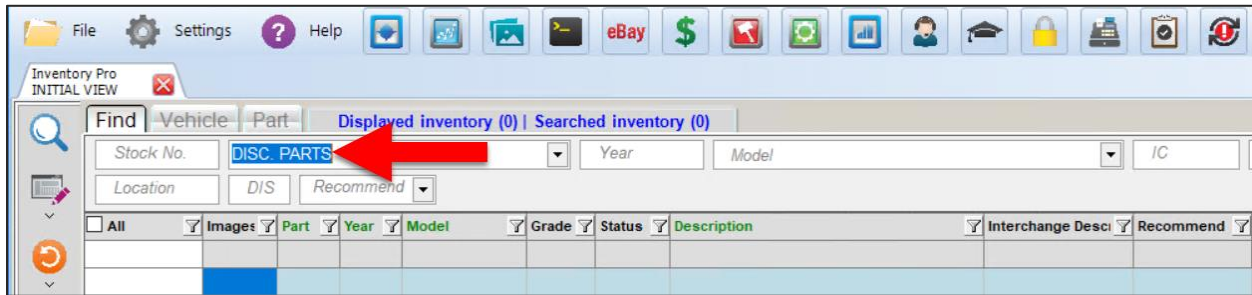 File Settings ? Help >_ eBay $
Inventory Pro
INITIAL VIEW
Find Vehicle Part Displayed inventory (0) | Searched inventory (0)
Stock No. DISC. PARTS Year Model IC
Location DIS Recommend
All Images Part Year Model Grade Status Description Interchange Descri Recommend